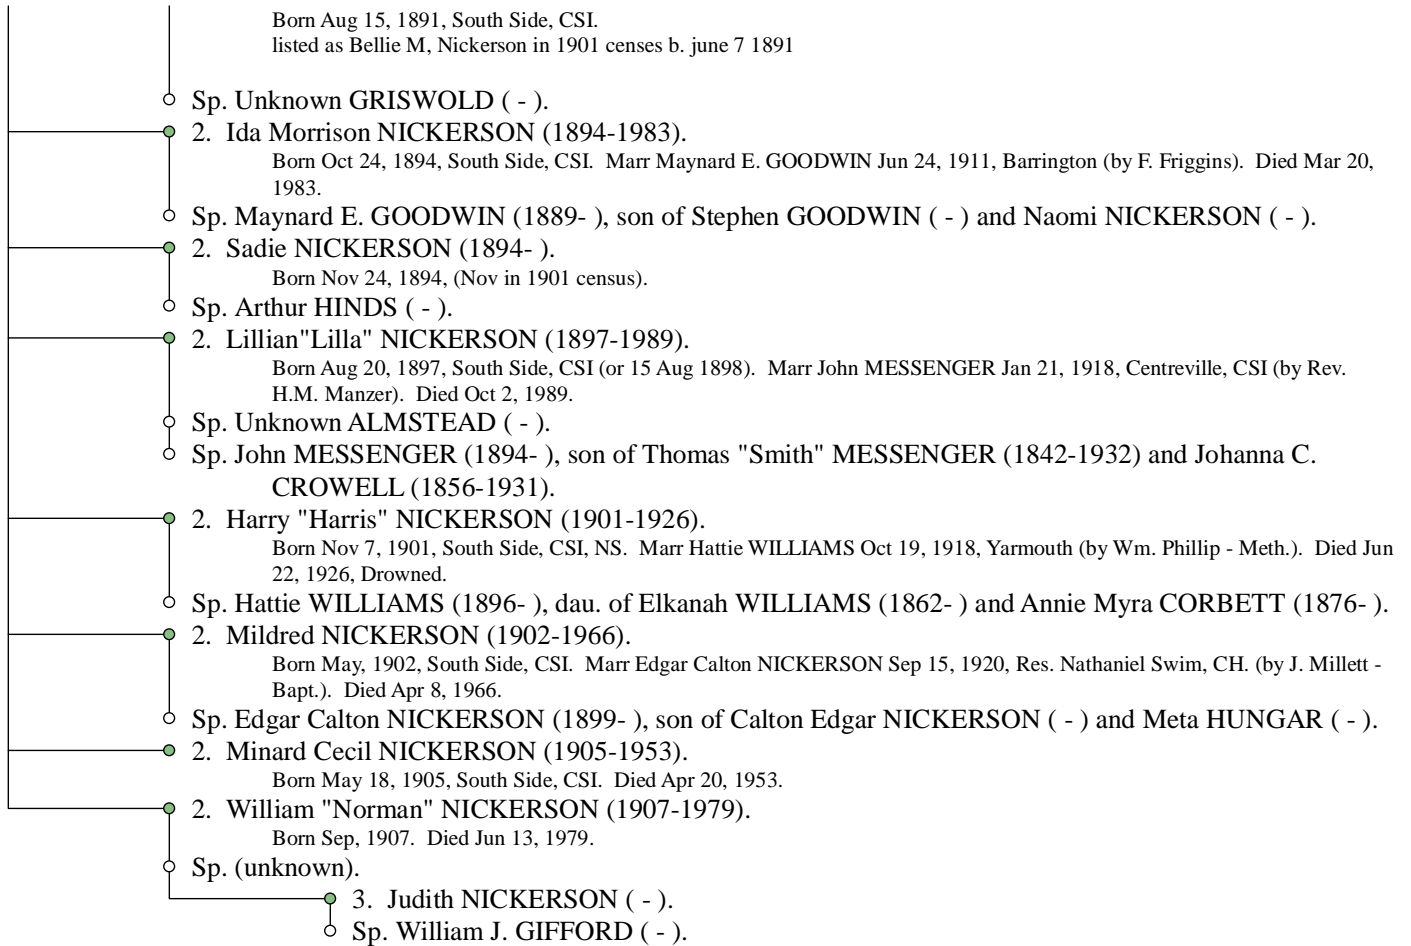 Born Aug 15, 1891, South Side, CSI.
listed as Bellie M, Nickerson in 1901 censes b. june 7 1891
Sp. Unknown GRISWOLD ( - ).
2. Ida Morrison NICKERSON (1894-1983).
Born Oct 24, 1894, South Side, CSI. Marr Maynard E. GOODWIN Jun 24, 1911, Barrington (by F. Friggins). Died Mar 20,
1983.
Sp. Maynard E. GOODWIN (1889- ), son of Stephen GOODWIN ( - ) and Naomi NICKERSON ( - ).
2. Sadie NICKERSON (1894- ).
Born Nov 24, 1894, (Nov in 1901 census).
Sp. Arthur HINDS ( - ).
2. Lillian"Lilla" NICKERSON (1897-1989).
Born Aug 20, 1897, South Side, CSI (or 15 Aug 1898). Marr John MESSENGER Jan 21, 1918, Centreville, CSI (by Rev.
H.M. Manzer). Died Oct 2, 1989.
Sp. Unknown ALMSTEAD ( - ).
Sp. John MESSENGER (1894- ), son of Thomas "Smith" MESSENGER (1842-1932) and Johanna C.
CROWELL (1856-1931).
2. Harry "Harris" NICKERSON (1901-1926).
Born Nov 7, 1901, South Side, CSI, NS. Marr Hattie WILLIAMS Oct 19, 1918, Yarmouth (by Wm. Phillip - Meth.). Died Jun
22, 1926, Drowned.
Sp. Hattie WILLIAMS (1896- ), dau. of Elkanah WILLIAMS (1862- ) and Annie Myra CORBETT (1876- ).
2. Mildred NICKERSON (1902-1966).
Born May, 1902, South Side, CSI. Marr Edgar Calton NICKERSON Sep 15, 1920, Res. Nathaniel Swim, CH. (by J. Millett -
Bapt.). Died Apr 8, 1966.
Sp. Edgar Calton NICKERSON (1899- ), son of Calton Edgar NICKERSON ( - ) and Meta HUNGAR ( - ).
2. Minard Cecil NICKERSON (1905-1953).
Born May 18, 1905, South Side, CSI. Died Apr 20, 1953.
2. William "Norman" NICKERSON (1907-1979).
Born Sep, 1907. Died Jun 13, 1979.
Sp. (unknown).
3. Judith NICKERSON ( - ).
Sp. William J. GIFFORD ( - ).